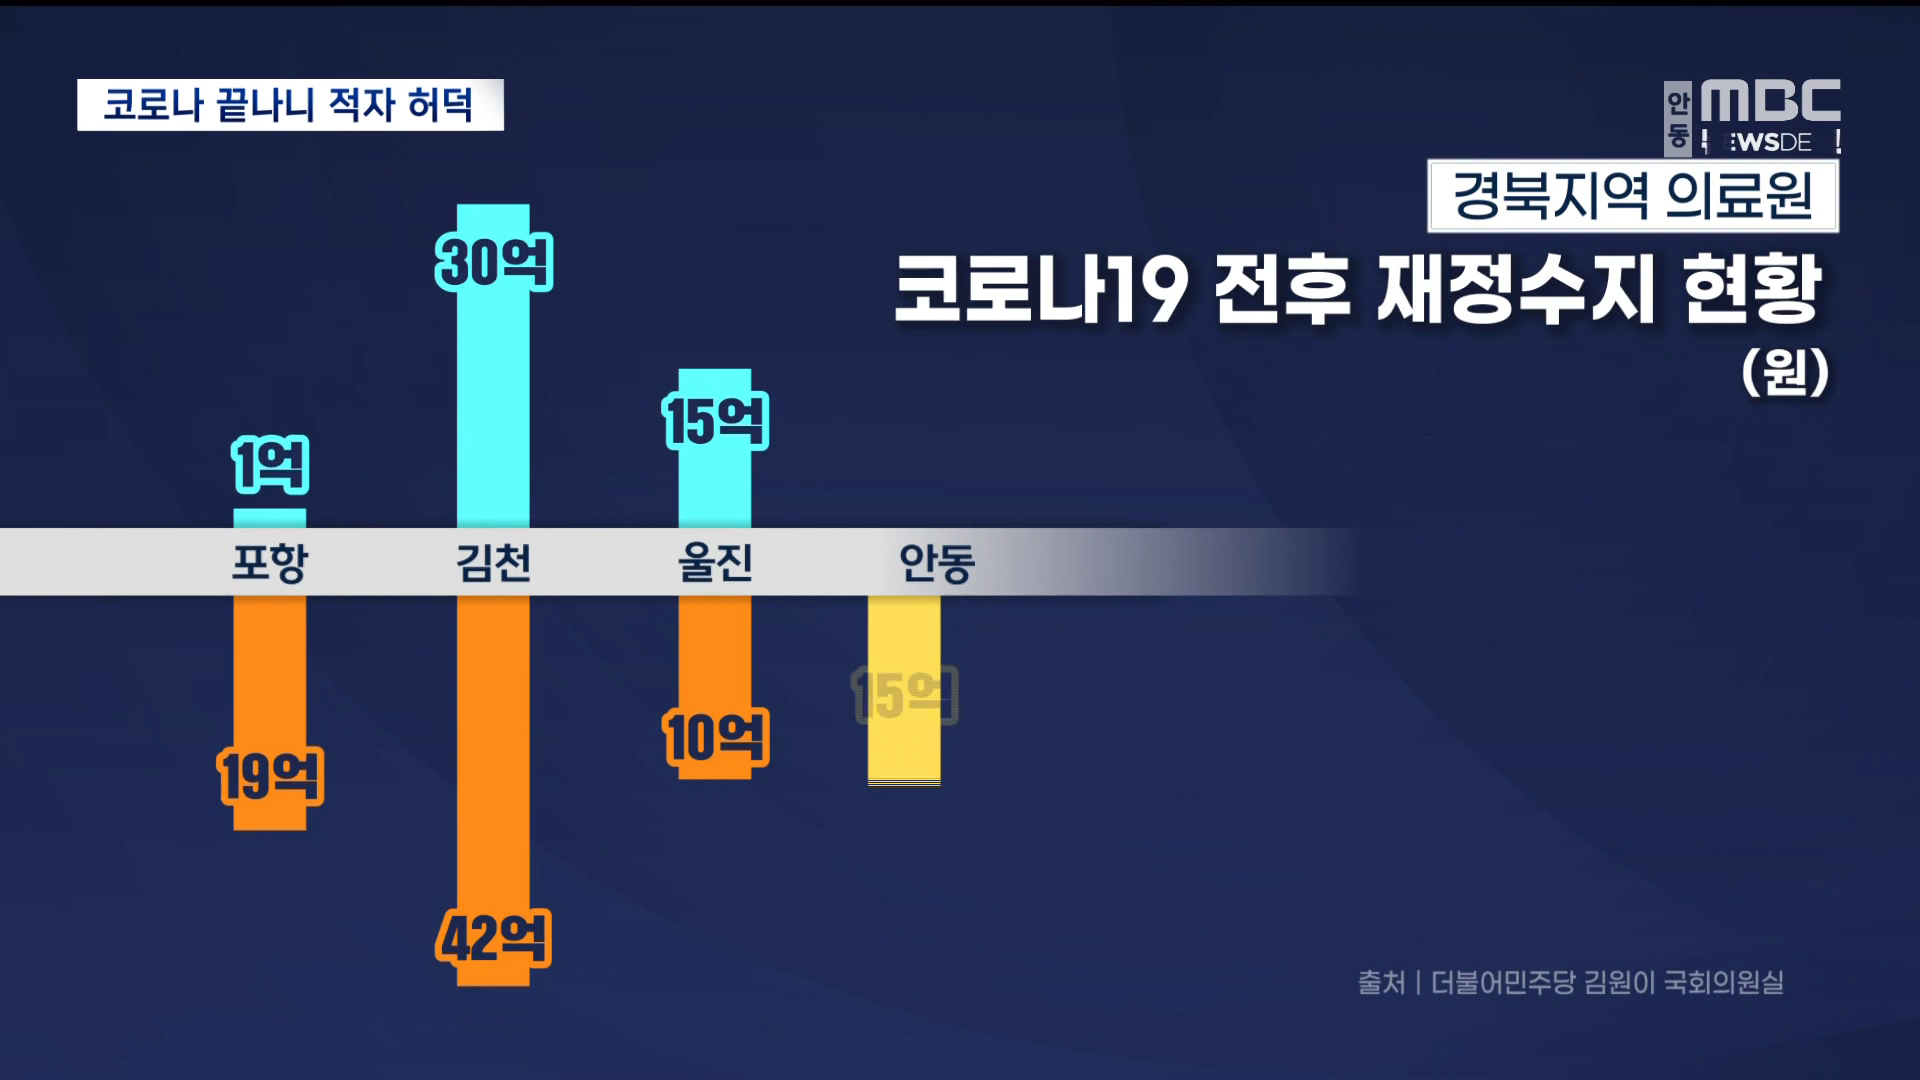 코로나 끝나니 적자 허덕
안동 MBC
경북지역 의료원
코로나19 전후 재정수지 현황
(원)
1억
30억
15억
포항
김천
울진
안동
19억
42억
10억
15억
출처 | 더불어민주당 김원이 국회의원실